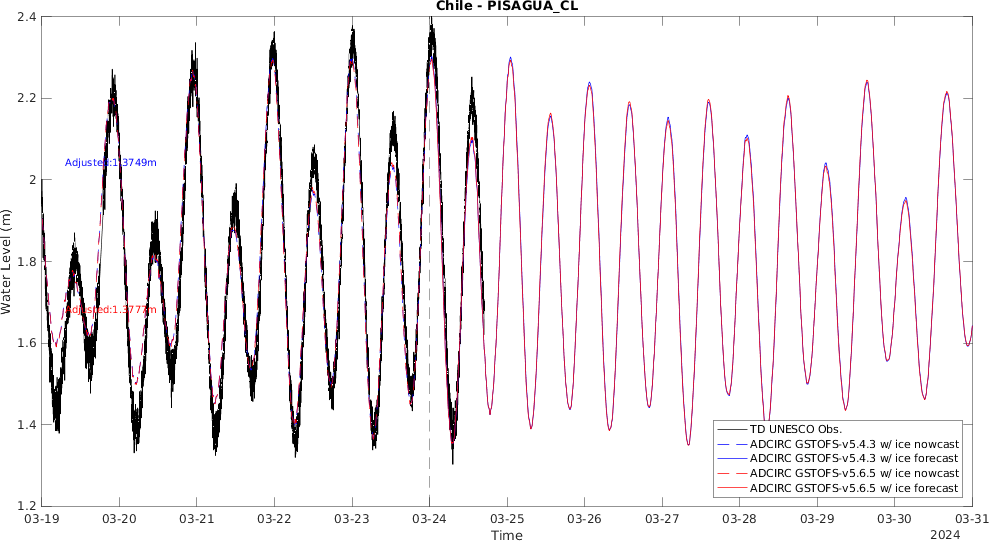 Chile - PISAGUA_CL
2.4
2.2
2
1.8
1.6
1.4
1.2
Water Level (m)
Adjusted:1.3749m
Adjusted:1.3777m
TD UNESCO Obs.
ADCIRC GSTOFS-v5.4.3 w/ ice nowcast
ADCIRC GSTOFS-v5.4.3 w/ ice forecast
ADCIRC GSTOFS-v5.6.5 w/ ice nowcast
ADCIRC GSTOFS-v5.6.5 w/ ice forecast
03-19 03-20 03-21 03-22 03-23 03-24 03-25 03-26 03-27 03-28 03-29 03-30 03-31
Time
2024